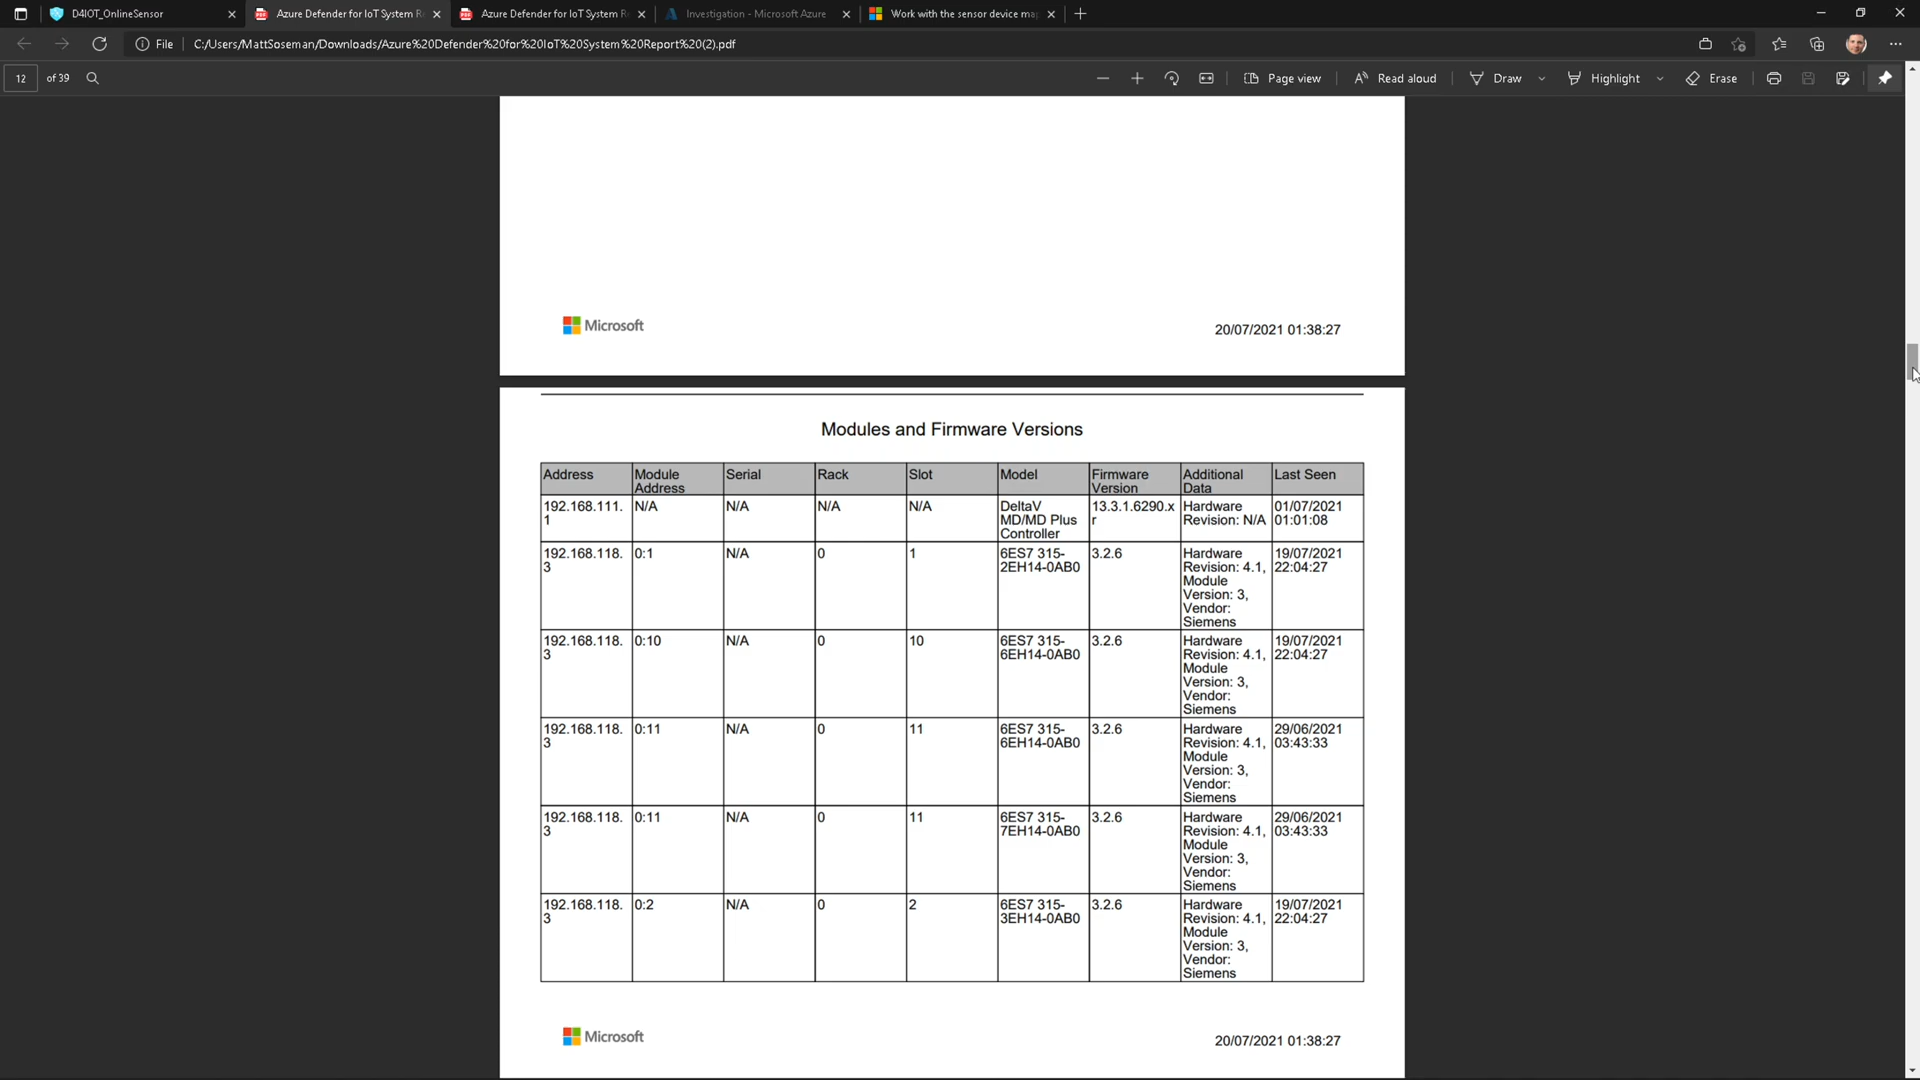 D4IOT_OnlineSensor
Azure Defender for IoT System Re
Azure Defender for IoT System Re
Investigation - Microsoft Azure
Work with the sensor device map
File
C:/Users/MattSoseman/Downloads/Azure%20Defender%20for%20IoT%20System%20Report%20(2).pdf
12 of 39
Page view
Read aloud
Draw
Highlight
Erase
Microsoft
20/07/2021 01:38:27
Modules and Firmware Versions
Address Module Serial Rack Slot Model Firmware Additional Last Seen
Address Version Data
192.168.111. N/A N/A N/A N/A DeltaV 13.3.1.6290.x Hardware 01/07/2021
1 MD/MD Plus r Revision: N/A 01:01:08
Controller
192.168.118. 0:1 N/A 0 1 6ES7 315- 3.2.6 Hardware 19/07/2021
3 2EH14-0AB0 Revision: 4.1, 22:04:27
Module
Version: 3,
Vendor:
Siemens
192.168.118. 0:10 N/A 0 10 6ES7 315- 3.2.6 Hardware 19/07/2021
3 6EH14-0AB0 Revision: 4.1, 22:04:27
Module
Version: 3,
Vendor:
Siemens
192.168.118. 0:11 N/A 0 11 6ES7 315- 3.2.6 Hardware 29/06/2021
3 6EH14-0AB0 Revision: 4.1, 03:43:33
Module
Version: 3,
Vendor:
Siemens
192.168.118. 0:11 N/A 0 11 6ES7 315- 3.2.6 Hardware 29/06/2021
3 7EH14-0AB0 Revision: 4.1, 03:43:33
Module
Version: 3,
Vendor:
Siemens
192.168.118. 0:2 N/A 0 2 6ES7 315- 3.2.6 Hardware 19/07/2021
3 3EH14-0AB0 Revision: 4.1, 22:04:27
Module
Version: 3,
Vendor:
Siemens
Microsoft
20/07/2021 01:38:27